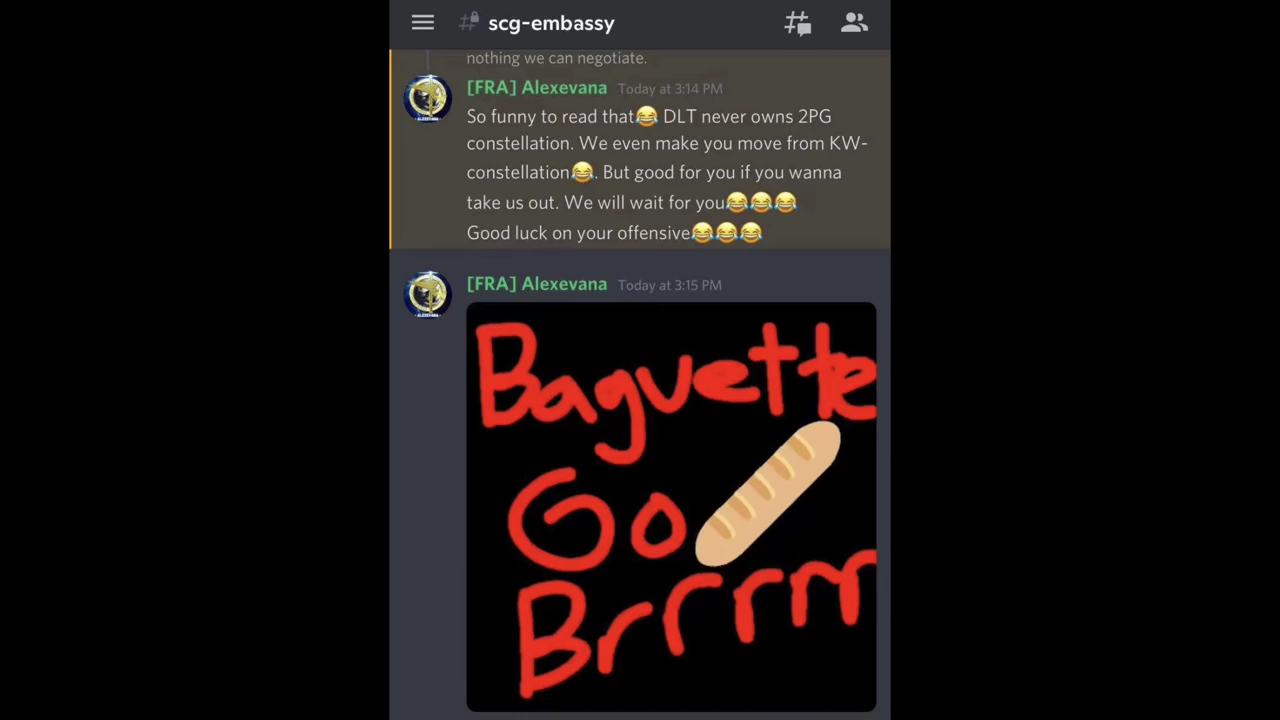 scg-embassy
nothing we can negotiate.
[FRA] Alexevana Today at 3:14 PM
So funny to read that😂 DLT never owns 2PG
constellation. We even make you move from KW-
constellation😂. But good for you if you wanna
take us out. We will wait for you😂😂😂
Good luck on your offensive😂😂😂
[FRA] Alexevana Today at 3:15 PM
Baguette
Go
Brrrrr